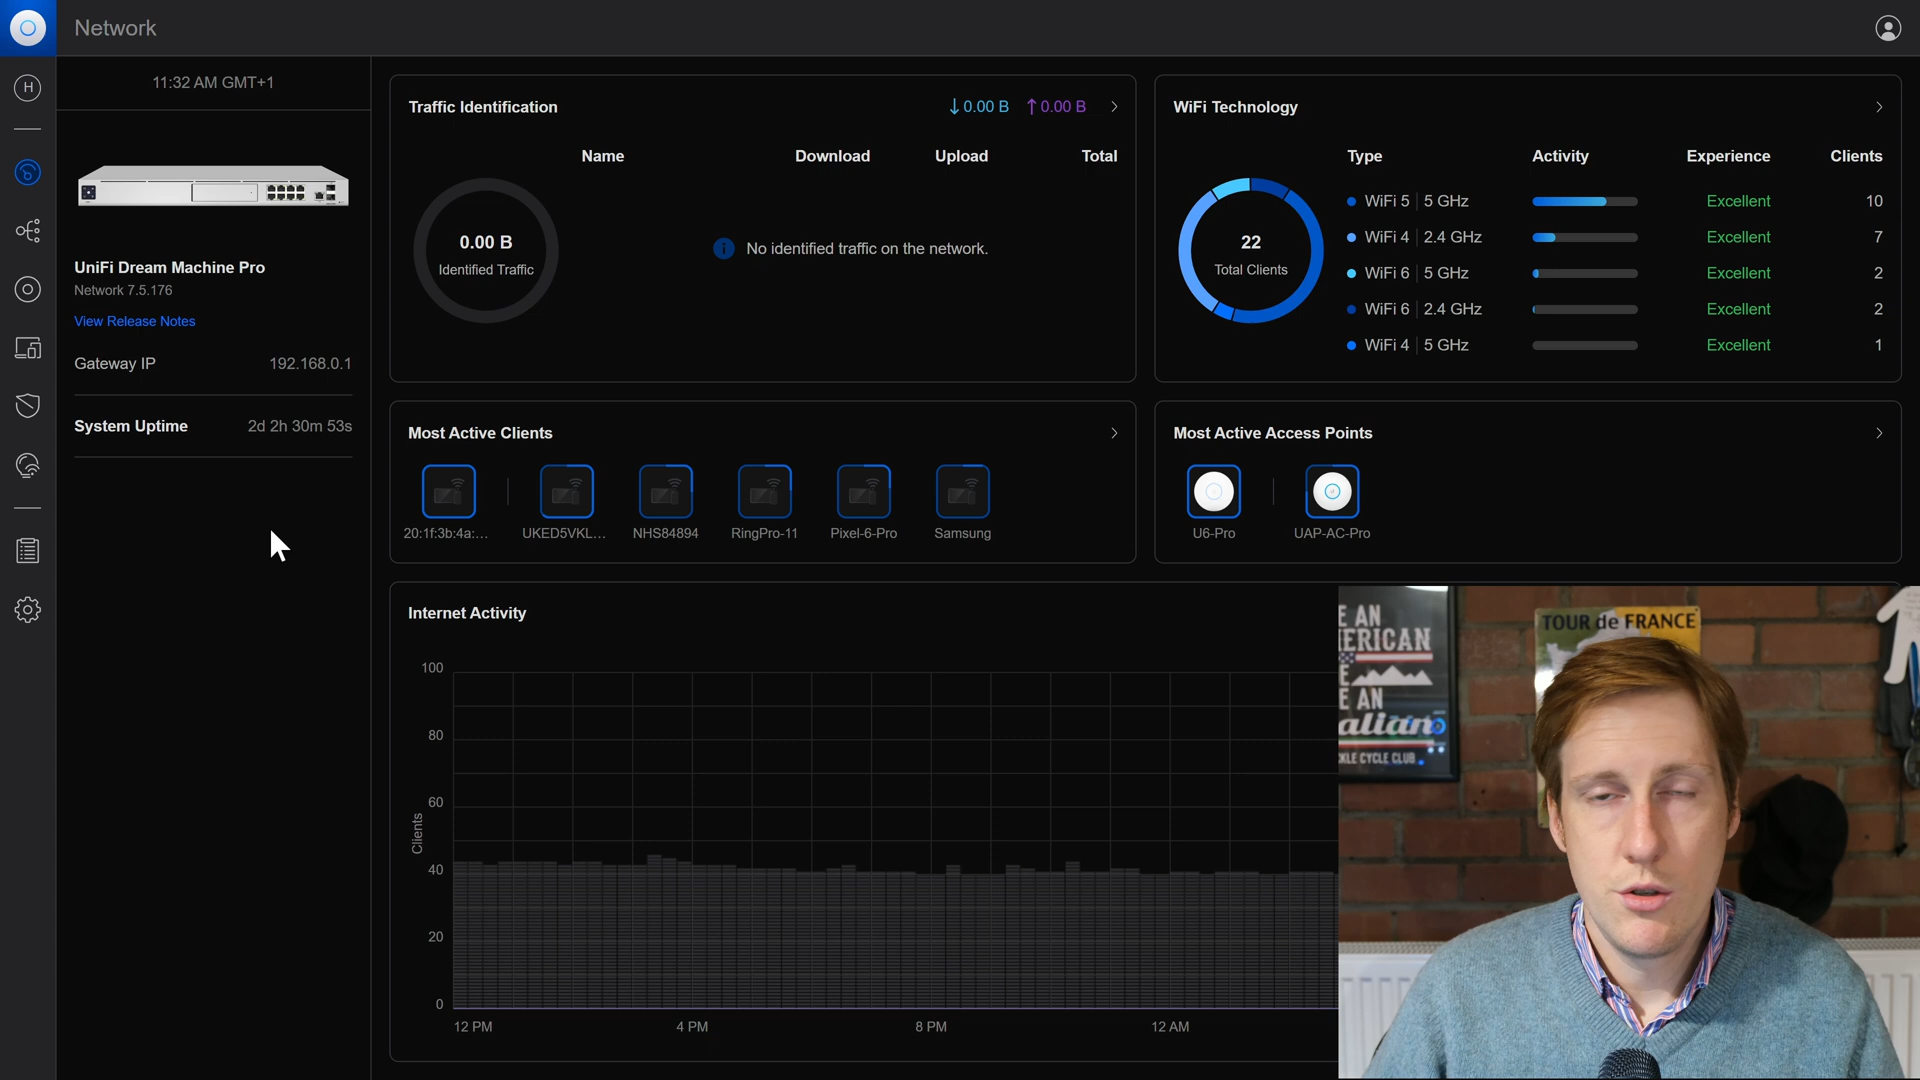 Network
H
11:32 AM GMT+1
UniFi Dream Machine Pro
Network 7.5.176
View Release Notes
Gateway IP 192.168.0.1
System Uptime 2d 2h 30m 53s
Traffic Identification ↓0.00 B ↑0.00 B
Name Download Upload Total
0.00 B
Identified Traffic
No identified traffic on the network.
WiFi Technology
Type Activity Experience Clients
22
Total Clients
WiFi 5 | 5 GHz Excellent 10
WiFi 4 | 2.4 GHz Excellent 7
WiFi 6 | 5 GHz Excellent 2
WiFi 6 | 2.4 GHz Excellent 2
WiFi 4 | 5 GHz Excellent 1
Most Active Clients
20:1f:3b:4a:... UKED5VKL... NHS84894 RingPro-11 Pixel-6-Pro Samsung
Most Active Access Points
U6-Pro UAP-AC-Pro
Internet Activity
100
80
60
40
20
0
Clients
12 PM 4 PM 8 PM 12 AM
E AN
ERICAN
E
E AN
alian
KLE CYCLE CLUB
TOUR de FRANCE